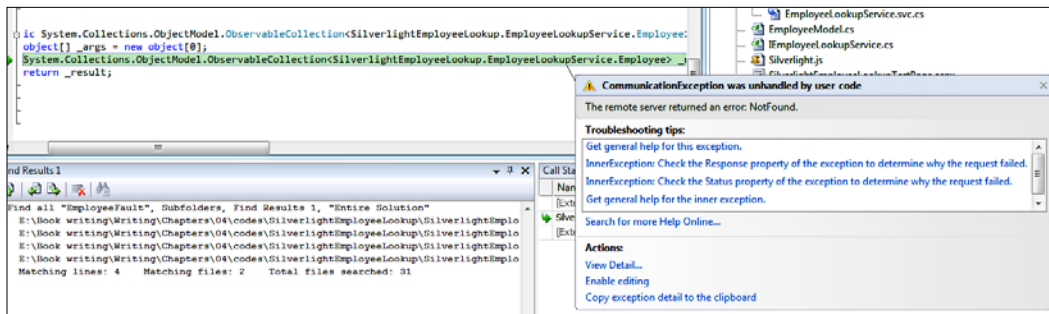 ic System.Collections.ObjectModel.ObservableCollection<SilverlightEmployeeLookup.EmployeeLookupService.Employee>
object[] _args = new object[0];
System.Collections.ObjectModel.ObservableCollection<SilverlightEmployeeLookup.EmployeeLookupService.Employee> _r
return _result;
EmployeeLookupService.svc.cs
EmployeeModel.cs
IEmployeeLookupService.cs
Silverlight.js
SilverlightEmployeeLookupTestPage.aspx
CommunicationException was unhandled by user code
The remote server returned an error: NotFound.
Troubleshooting tips:
Get general help for this exception.
InnerException: Check the Response property of the exception to determine why the request failed.
InnerException: Check the Status property of the exception to determine why the request failed.
Get general help for the inner exception.
Search for more Help Online...
Actions:
View Detail...
Enable editing
Copy exception detail to the clipboard
nd Results 1
Find all "EmployeeFault", Subfolders, Find Results 1, "Entire Solution"
E:\Book writing\Writing\Chapters\04\codes\SilverlightEmployeeLookup\SilverlightEmplo
E:\Book writing\Writing\Chapters\04\codes\SilverlightEmployeeLookup\SilverlightEmplo
E:\Book writing\Writing\Chapters\04\codes\SilverlightEmployeeLookup\SilverlightEmplo
E:\Book writing\Writing\Chapters\04\codes\SilverlightEmployeeLookup\SilverlightEmplo
Matching lines: 4 Matching files: 2 Total files searched: 31
Call Sta
Nan
[Exte
Silve
[Exte